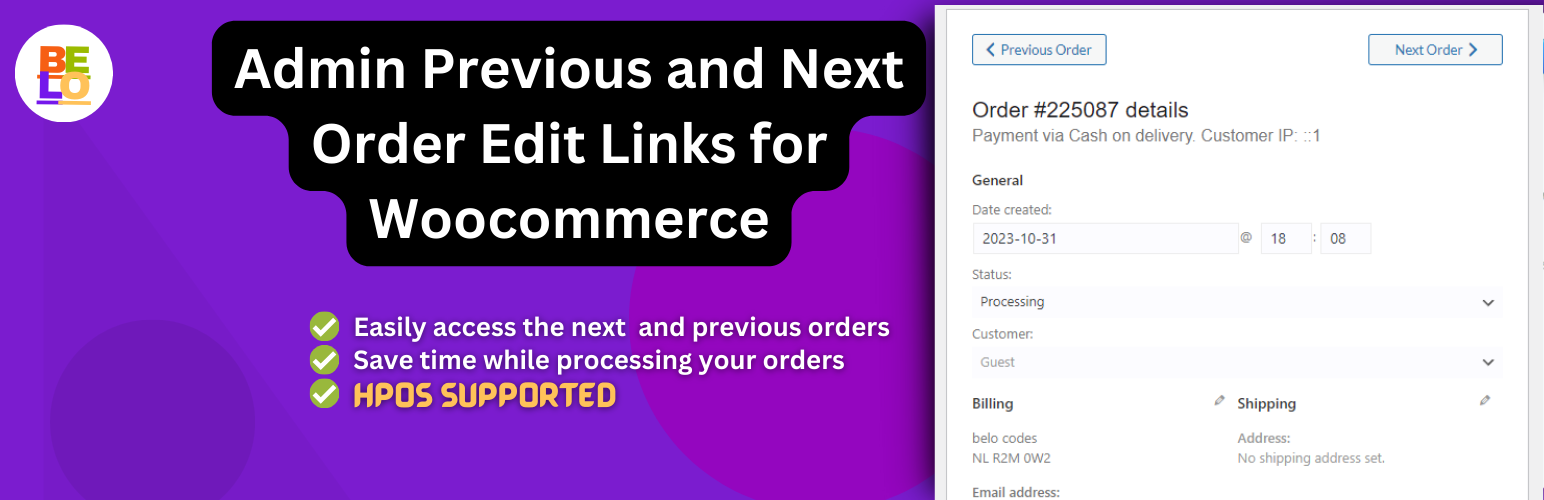 BE
LO
Admin Previous and Next
Order Edit Links for
Woocommerce
Easily access the next and previous orders
Save time while processing your orders
HPOS SUPPORTED
Previous Order
Next Order
Order #225087 details
Payment via Cash on delivery. Customer IP: ::1
General
Date created:
2023-10-31 @ 18 : 08
Status:
Processing
Customer:
Guest
Billing
Shipping
belo codes
NL R2M 0W2
Address:
No shipping address set.
Email address: